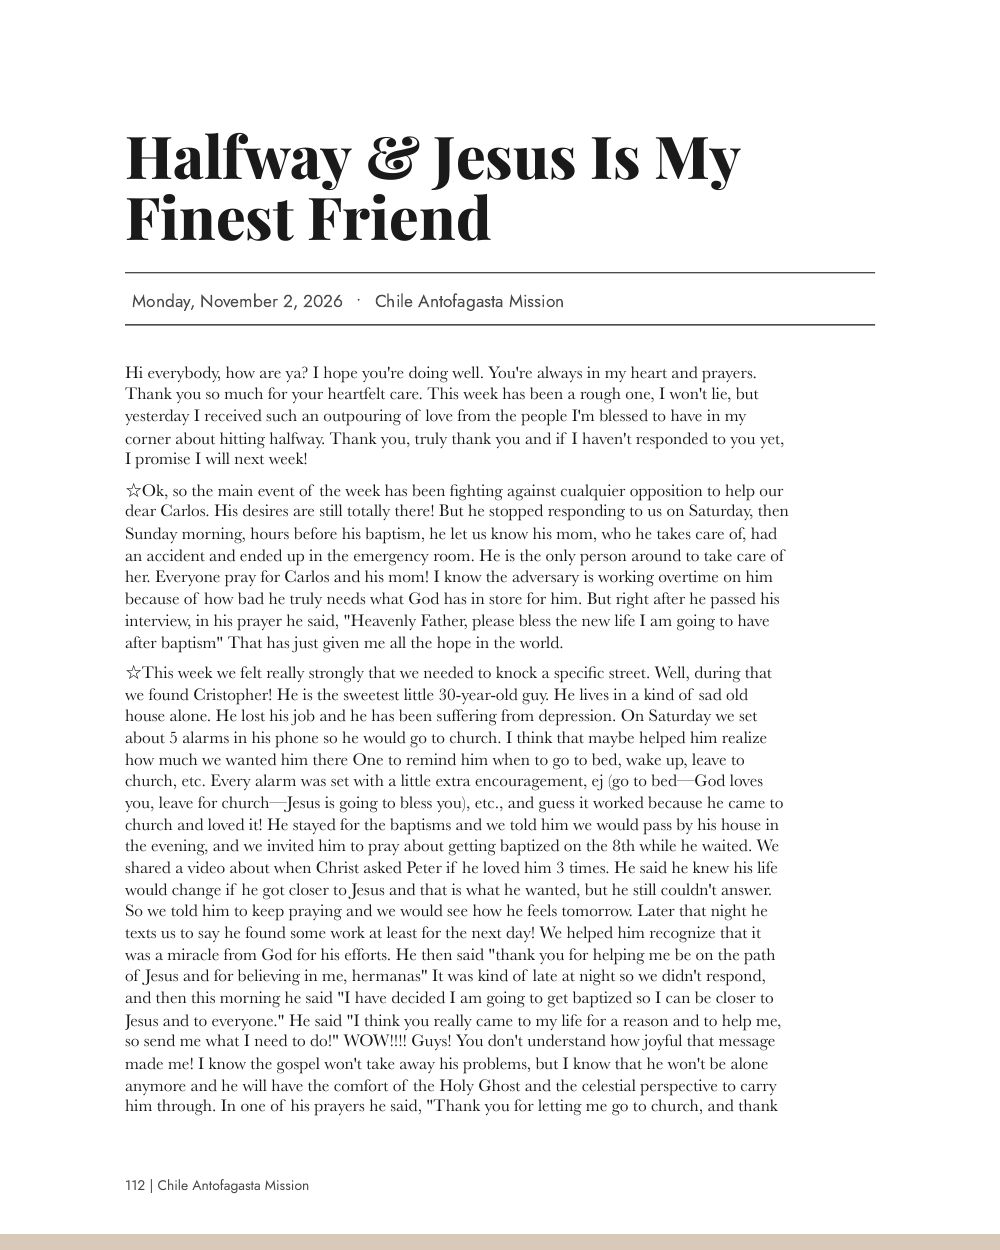 Halfway & Jesus Is My
Finest Friend
Monday, November 2, 2026 · Chile Antofagasta Mission
Hi everybody, how are ya? I hope you're doing well. You're always in my heart and prayers.
Thank you so much for your heartfelt care. This week has been a rough one, I won't lie, but
yesterday I received such an outpouring of love from the people I'm blessed to have in my
corner about hitting halfway. Thank you, truly thank you and if I haven't responded to you yet,
I promise I will next week!
☆Ok, so the main event of the week has been fighting against cualquier opposition to help our
dear Carlos. His desires are still totally there! But he stopped responding to us on Saturday, then
Sunday morning, hours before his baptism, he let us know his mom, who he takes care of, had
an accident and ended up in the emergency room. He is the only person around to take care of
her. Everyone pray for Carlos and his mom! I know the adversary is working overtime on him
because of how bad he truly needs what God has in store for him. But right after he passed his
interview, in his prayer he said, "Heavenly Father, please bless the new life I am going to have
after baptism" That has just given me all the hope in the world.
☆This week we felt really strongly that we needed to knock a specific street. Well, during that
we found Cristopher! He is the sweetest little 30-year-old guy. He lives in a kind of sad old
house alone. He lost his job and he has been suffering from depression. On Saturday we set
about 5 alarms in his phone so he would go to church. I think that maybe helped him realize
how much we wanted him there One to remind him when to go to bed, wake up, leave to
church, etc. Every alarm was set with a little extra encouragement, ej (go to bed—God loves
you, leave for church—Jesus is going to bless you), etc., and guess it worked because he came to
church and loved it! He stayed for the baptisms and we told him we would pass by his house in
the evening, and we invited him to pray about getting baptized on the 8th while he waited. We
shared a video about when Christ asked Peter if he loved him 3 times. He said he knew his life
would change if he got closer to Jesus and that is what he wanted, but he still couldn't answer.
So we told him to keep praying and we would see how he feels tomorrow. Later that night he
texts us to say he found some work at least for the next day! We helped him recognize that it
was a miracle from God for his efforts. He then said "thank you for helping me be on the path
of Jesus and for believing in me, hermanas" It was kind of late at night so we didn't respond,
and then this morning he said "I have decided I am going to get baptized so I can be closer to
Jesus and to everyone." He said "I think you really came to my life for a reason and to help me,
so send me what I need to do!" WOW!!!! Guys! You don't understand how joyful that message
made me! I know the gospel won't take away his problems, but I know that he won't be alone
anymore and he will have the comfort of the Holy Ghost and the celestial perspective to carry
him through. In one of his prayers he said, "Thank you for letting me go to church, and thank
112 | Chile Antofagasta Mission